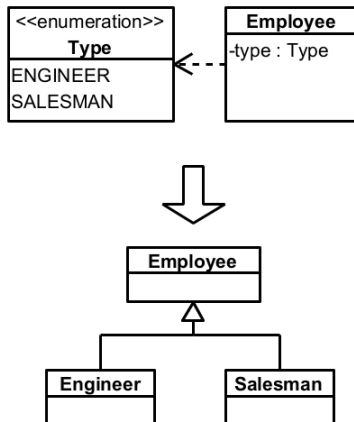 <<enumeration>>
Type
ENGINEER
SALESMAN
Employee
-type : Type
Employee
Engineer
Salesman